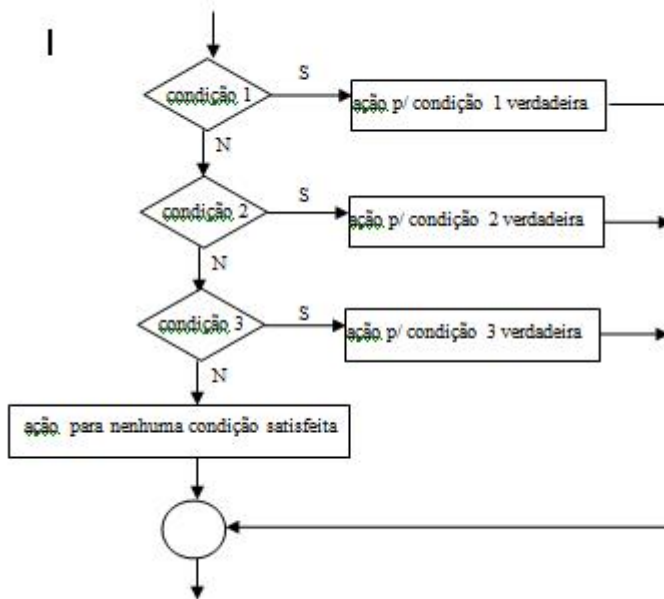 I
condição 1
S
ação p/ condição 1 verdadeira
N
condição 2
S
ação p/ condição 2 verdadeira
N
condição 3
S
ação p/ condição 3 verdadeira
N
ação para nenhuma condição satisfeita